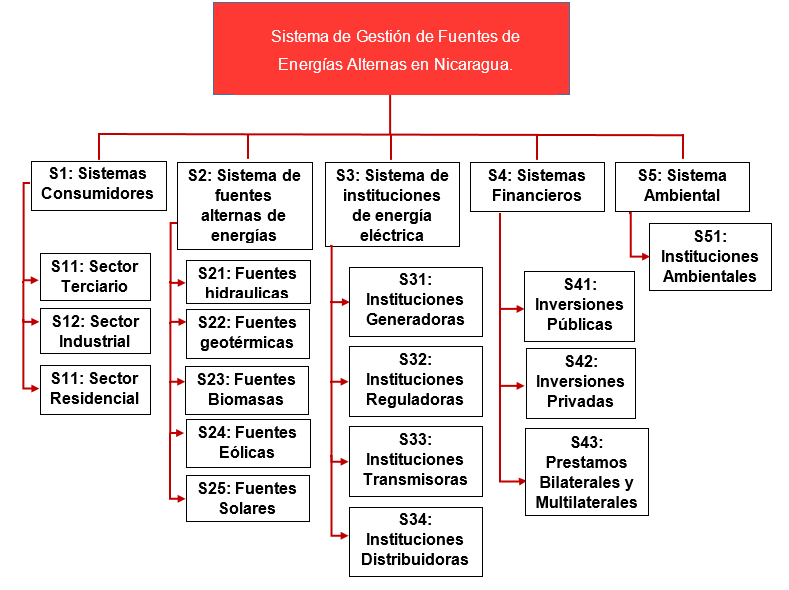 Sistema de Gestión de Fuentes de
Energías Alternas en Nicaragua.
S1: Sistemas
Consumidores
S11: Sector
Terciario
S12: Sector
Industrial
S11: Sector
Residencial
S2: Sistema de
fuentes
alternas de
energías
S21: Fuentes
hidraulicas
S22: Fuentes
geotérmicas
S23: Fuentes
Biomasas
S24: Fuentes
Eólicas
S25: Fuentes
Solares
S3: Sistema de
instituciones
de energía
eléctrica
S31:
Instituciones
Generadoras
S32:
Instituciones
Reguladoras
S33:
Instituciones
Transmisoras
S34:
Instituciones
Distribuidoras
S4: Sistemas
Financieros
S41:
Inversiones
Públicas
S42:
Inversiones
Privadas
S43:
Prestamos
Bilaterales y
Multilaterales
S5: Sistema
Ambiental
S51:
Instituciones
Ambientales